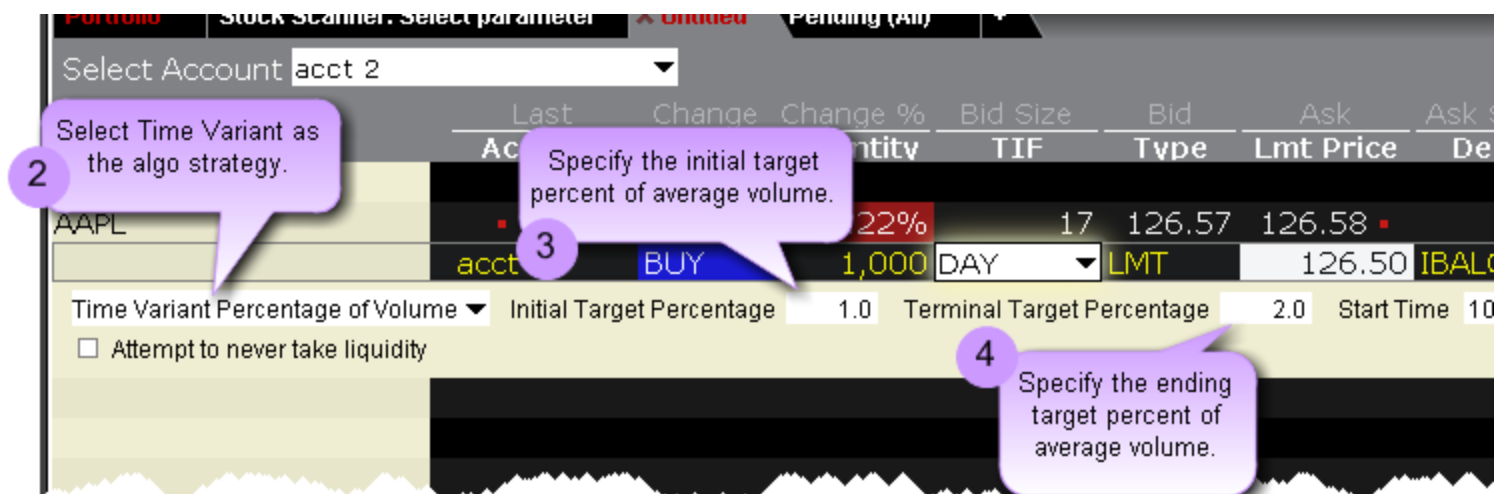 Portfolio Stock Scanner: Select parameter Untitled Pending (All) +
Select Account acct 2
Last Change Change % Bid Size Bid Ask Ask
TIF Type Lmt Price
2
Select Time Variant as
the algo strategy.
3
Specify the initial target
percent of average volume.
AAPL 22% 17 126.57 126.58
acct BUY 1,000 DAY LMT 126.50
Time Variant Percentage of Volume Initial Target Percentage 1.0 Terminal Target Percentage 2.0 Start Time 10
Attempt to never take liquidity
4
Specify the ending
target percent of
average volume.